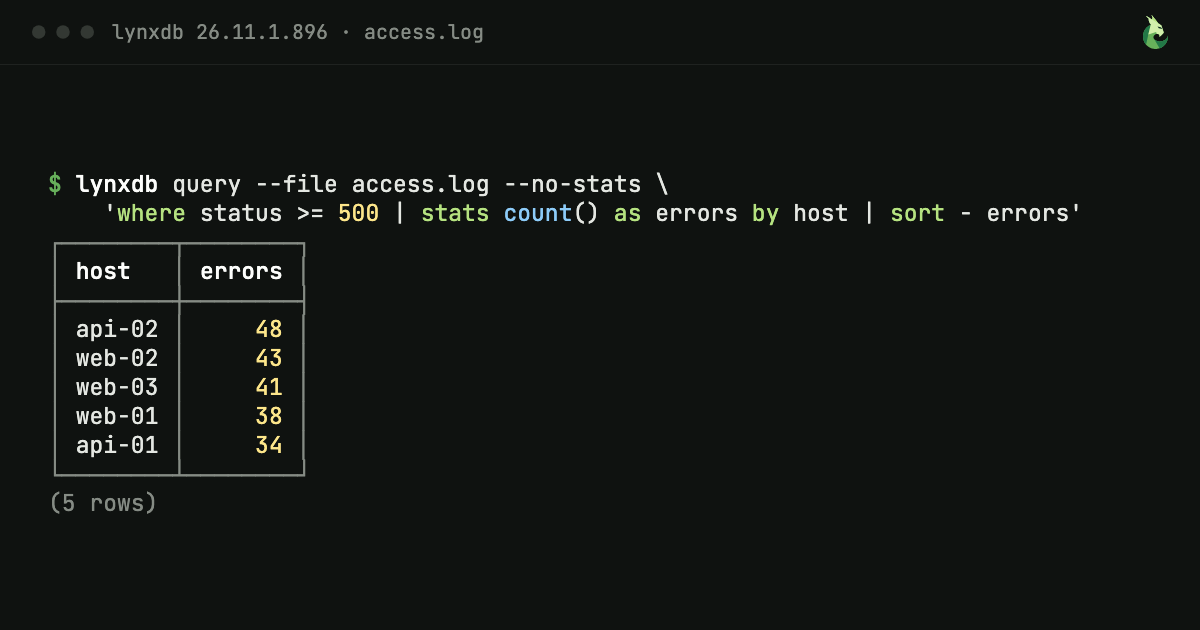 lynxdb 26.11.1.896 · access.log
$ lynxdb query --file access.log --no-stats \
'where status >= 500 | stats count() as errors by host | sort - errors'
host errors
api-02 48
web-02 43
web-03 41
web-01 38
api-01 34
(5 rows)